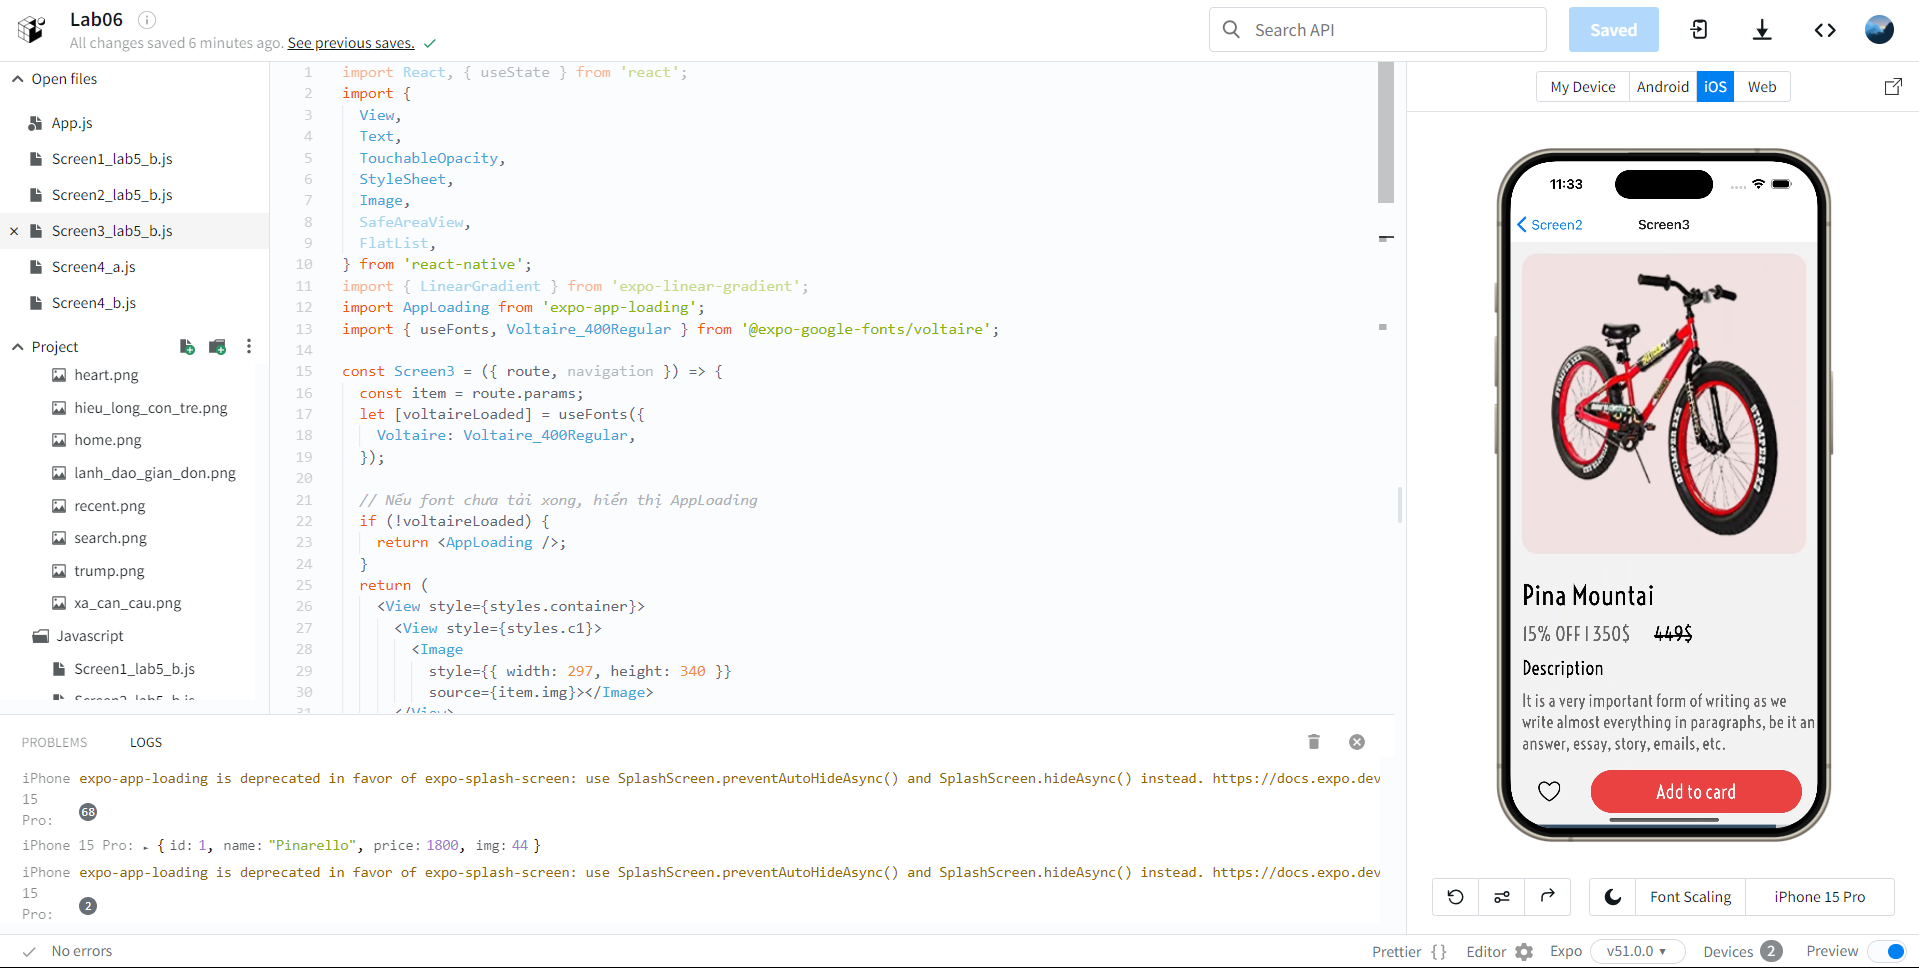 Lab06
All changes saved 6 minutes ago. See previous saves.
Search API
Saved
Open files
App.js
Screen1_lab5_b.js
Screen2_lab5_b.js
Screen3_lab5_b.js
Screen4_a.js
Screen4_b.js
Project
heart.png
hieu_long_con_tre.png
home.png
lanh_dao_gian_don.png
recent.png
search.png
trump.png
xa_can_cau.png
Javascript
Screen1_lab5_b.js
1 import React, { useState } from 'react';
2 import {
3 View,
4 Text,
5 TouchableOpacity,
6 StyleSheet,
7 Image,
8 SafeAreaView,
9 FlatList,
10 } from 'react-native';
11 import { LinearGradient } from 'expo-linear-gradient';
12 import AppLoading from 'expo-app-loading';
13 import { useFonts, Voltaire_400Regular } from '@expo-google-fonts/voltaire';
14
15 const Screen3 = ({ route, navigation }) => {
16 const item = route.params;
17 let [voltaireLoaded] = useFonts({
18 Voltaire: Voltaire_400Regular,
19 });
20
21 // Nếu font chưa tải xong, hiển thị AppLoading
22 if (!voltaireLoaded) {
23 return <AppLoading />;
24 }
25 return (
26 <View style={styles.container}>
27 <View style={styles.c1}>
28 <Image
29 style={{ width: 297, height: 340 }}
30 source={item.img}></Image>
31 </View>
PROBLEMS
LOGS
iPhone 15 Pro: expo-app-loading is deprecated in favor of expo-splash-screen: use SplashScreen.preventAutoHideAsync() and SplashScreen.hideAsync() instead. https://docs.expo.dev
68
iPhone 15 Pro: ▸ { id: 1, name: "Pinarello", price: 1800, img: 44 }
iPhone 15 Pro: expo-app-loading is deprecated in favor of expo-splash-screen: use SplashScreen.preventAutoHideAsync() and SplashScreen.hideAsync() instead. https://docs.expo.dev
2
My Device
Android
iOS
Web
11:33
Screen2
Screen3
STOMPER 2XS
Pina Mountai
15% OFF I 350$ 449$
Description
It is a very important form of writing as we
write almost everything in paragraphs, be it an
answer, essay, story, emails, etc.
Add to card
Font Scaling
iPhone 15 Pro
No errors
Prettier { }
Editor
Expo
v51.0.0
Devices 2
Preview